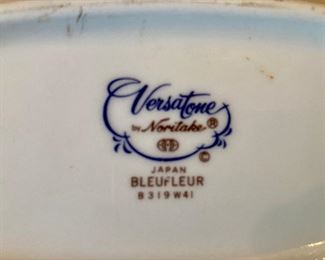 Versatone
by Noritake®
©
JAPAN
BLEUFLEUR
B319W41